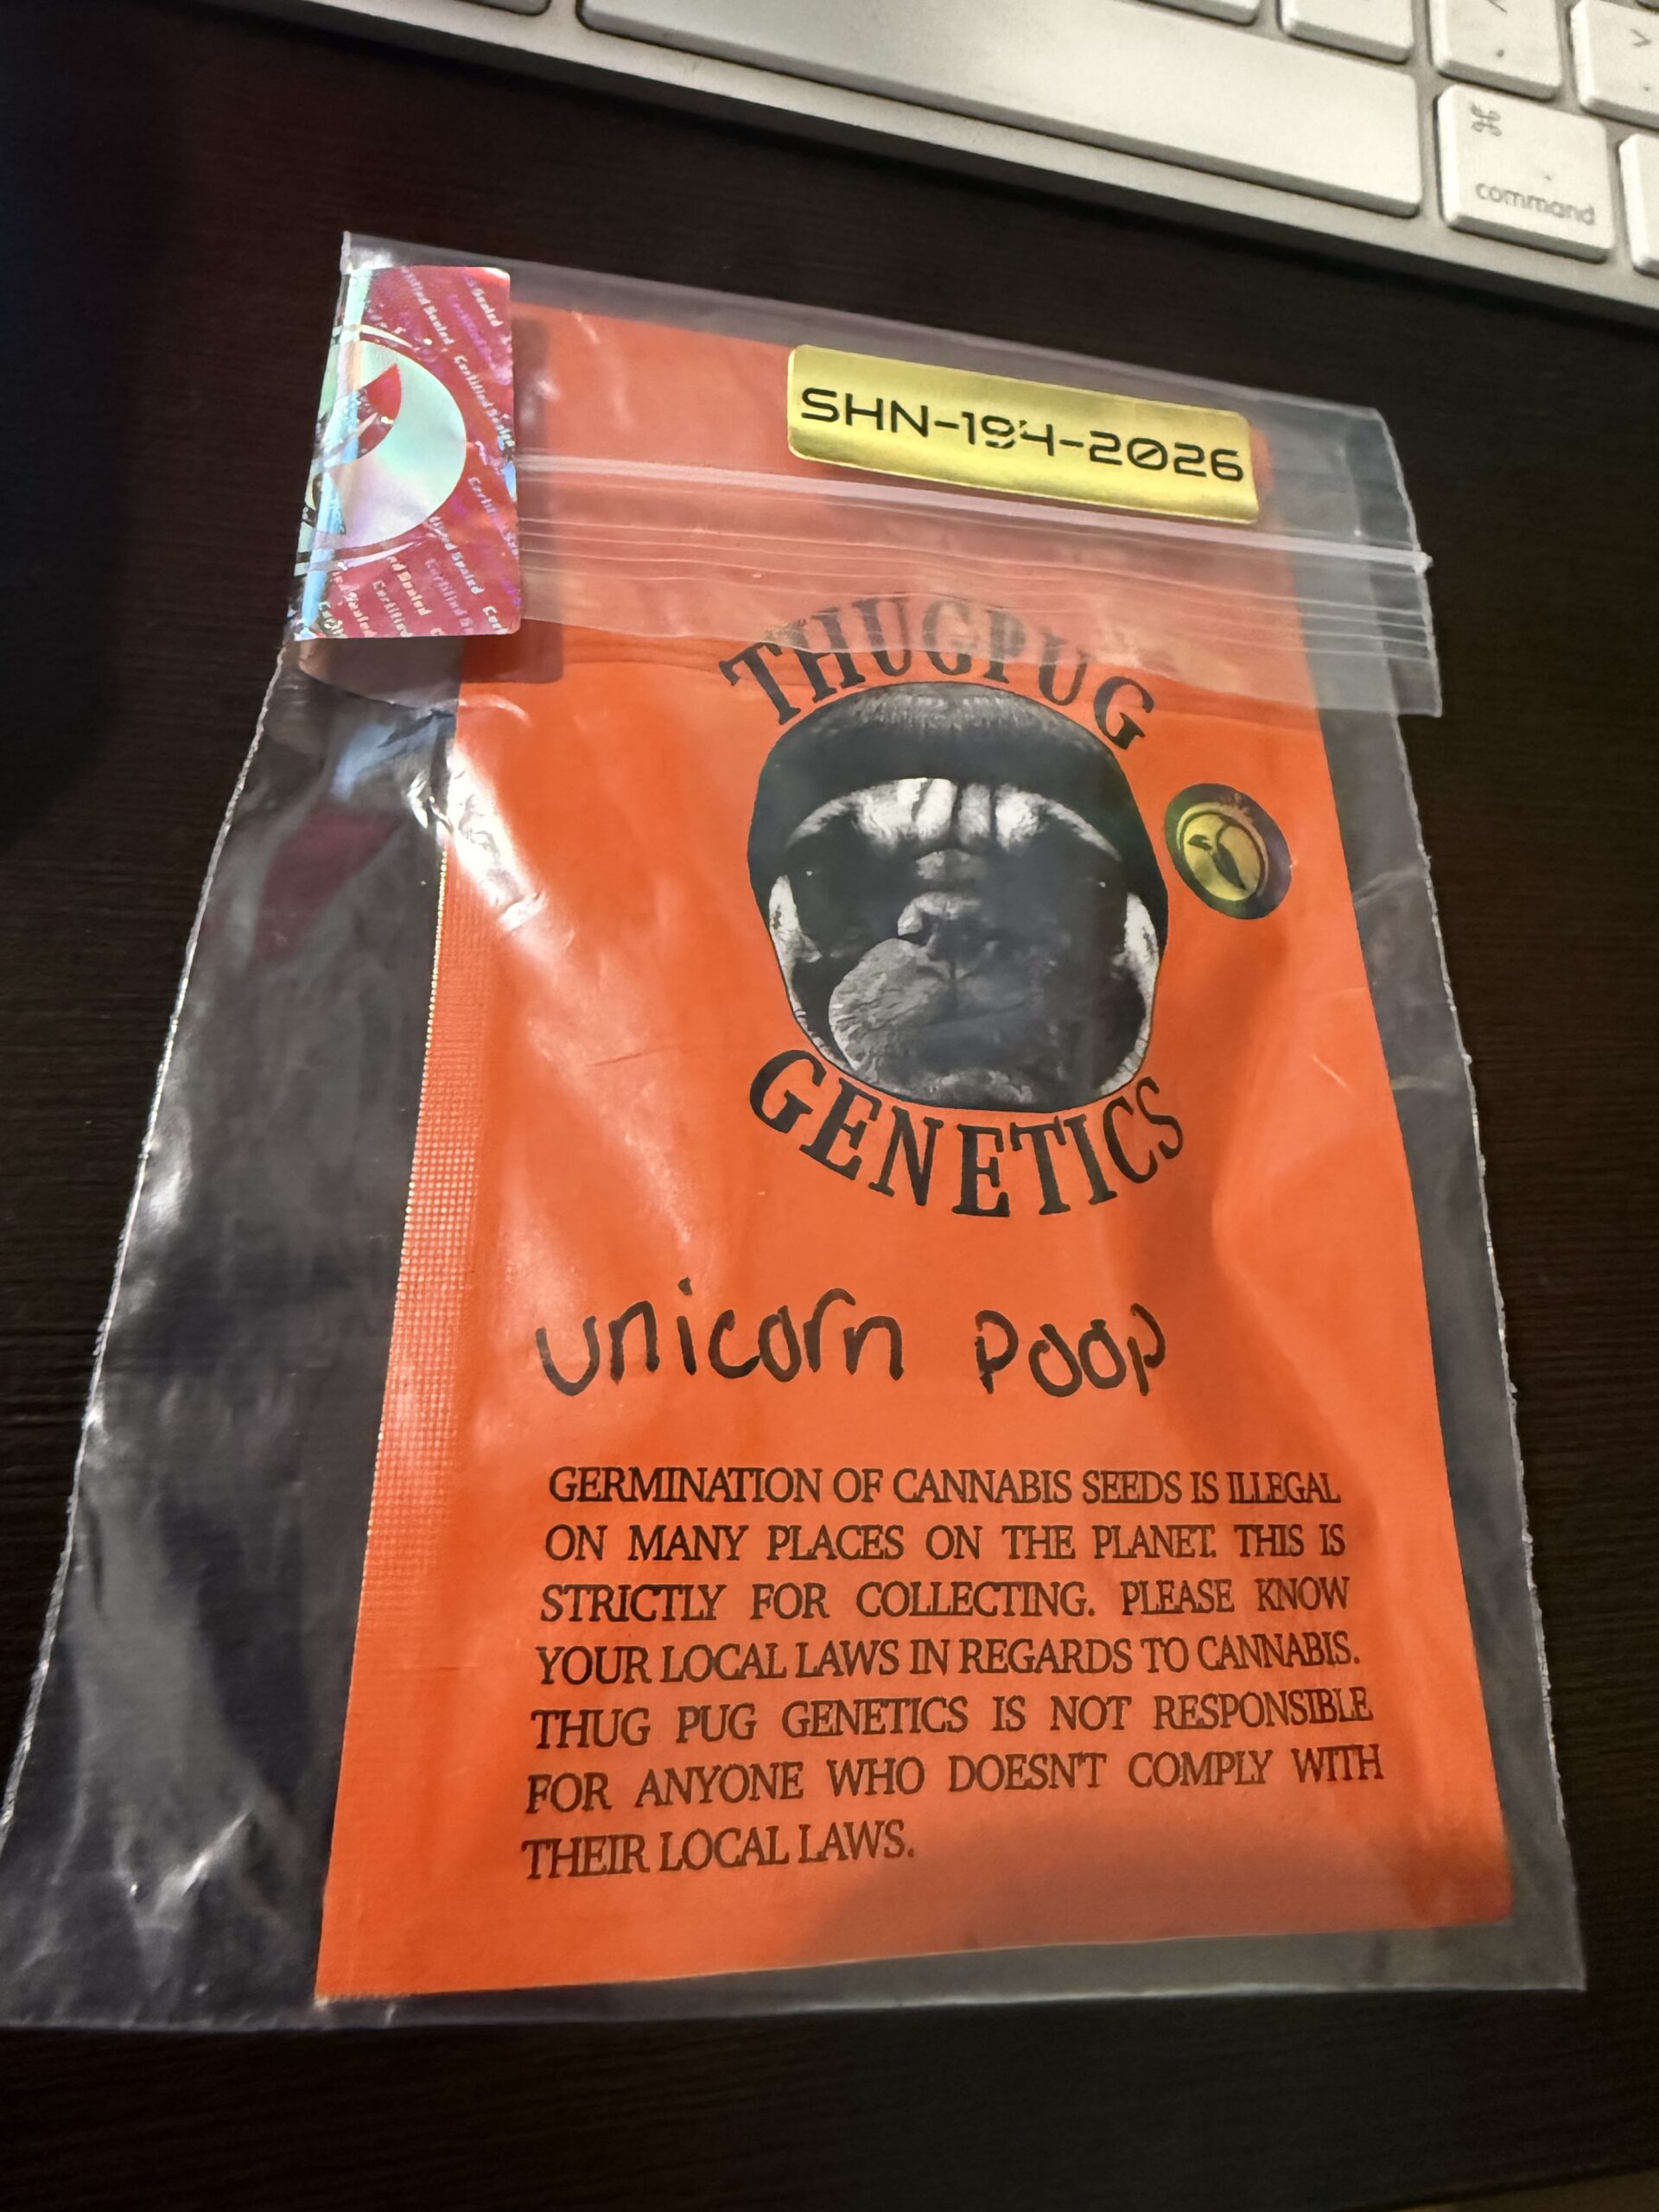 command
SHN-194-2026
Certified Sealed
THUGPUG
GENETICS
unicorn poop
GERMINATION OF CANNABIS SEEDS IS ILLEGAL
ON MANY PLACES ON THE PLANET. THIS IS
STRICTLY FOR COLLECTING. PLEASE KNOW
YOUR LOCAL LAWS IN REGARDS TO CANNABIS.
THUG PUG GENETICS IS NOT RESPONSIBLE
FOR ANYONE WHO DOESN'T COMPLY WITH
THEIR LOCAL LAWS.